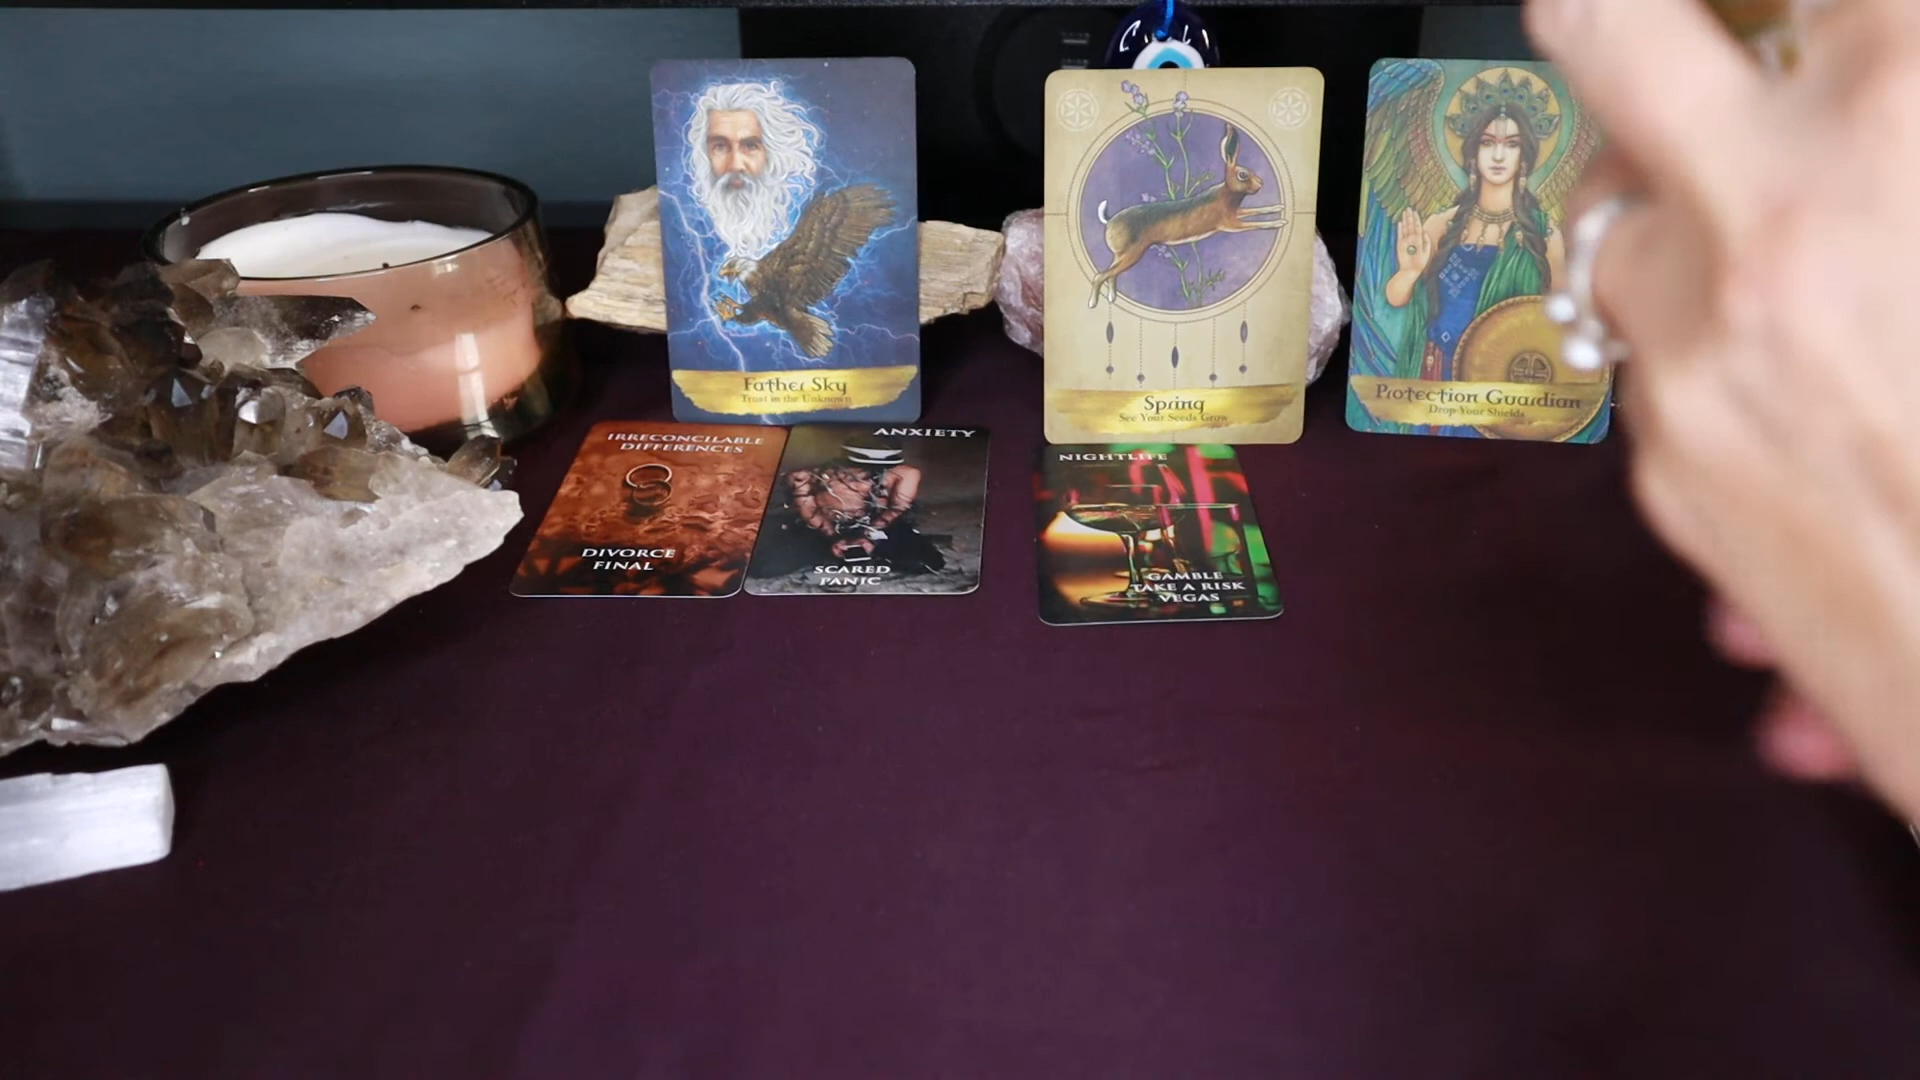 Father Sky
Trust in the Unknown
Spring
See Your Seeds Grow
Protection Guardian
Drop Your Shields
IRRECONCILABLE
DIFFERENCES
DIVORCE
FINAL
ANXIETY
SCARED
PANIC
NIGHTLIFE
GAMBLE
TAKE A RISK
VEGAS